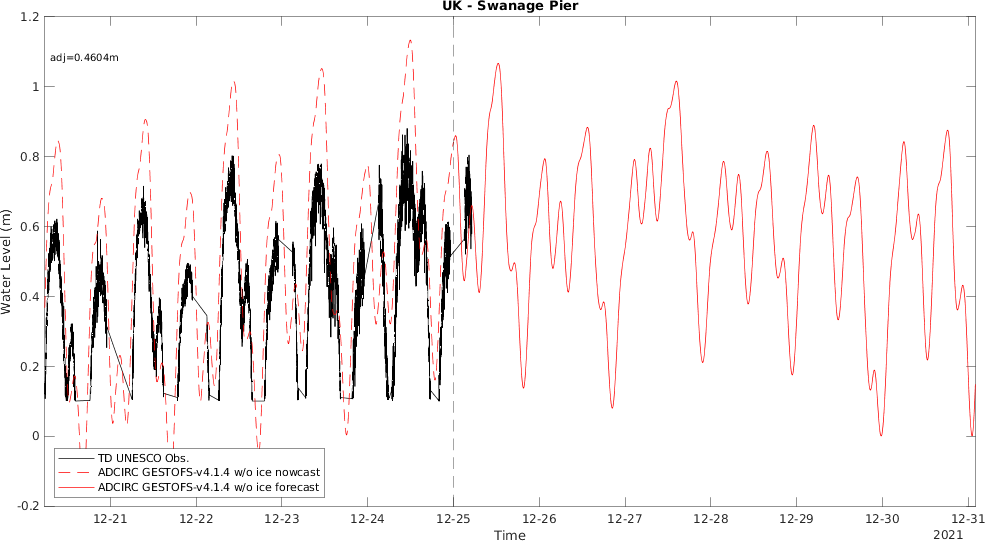 UK - Swanage Pier
1.2
1
0.8
0.6
0.4
0.2
0
-0.2
Water Level (m)
adj=0.4604m
TD UNESCO Obs.
ADCIRC GESTOFS-v4.1.4 w/o ice nowcast
ADCIRC GESTOFS-v4.1.4 w/o ice forecast
12-21 12-22 12-23 12-24 12-25 12-26 12-27 12-28 12-29 12-30 12-31
Time
2021